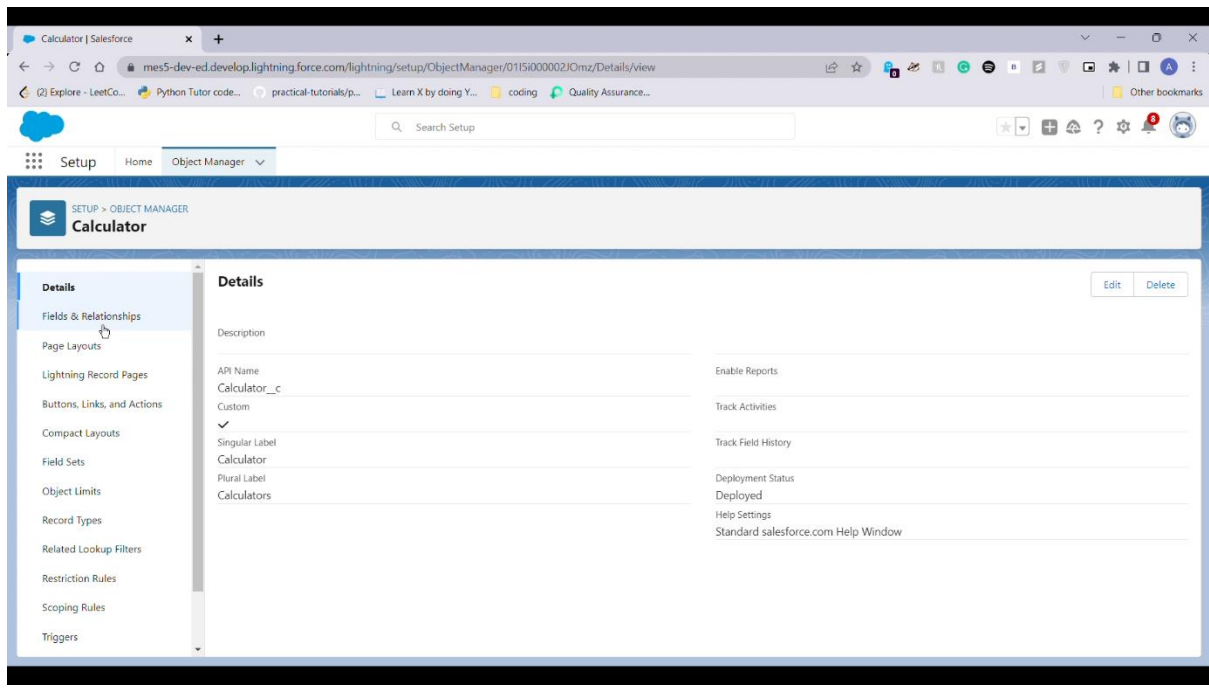 Calculator | Salesforce
mes5-dev-ed.develop.lightning.force.com/lightning/setup/ObjectManager/01I5i000002JOmz/Details/view
(2) Explore - LeetCo... Python Tutor code... practical-tutorials/p... Learn X by doing Y... coding Quality Assurance... Other bookmarks
Search Setup
8
Setup Home Object Manager
SETUP > OBJECT MANAGER
Calculator
Details
Fields & Relationships
Page Layouts
Lightning Record Pages
Buttons, Links, and Actions
Compact Layouts
Field Sets
Object Limits
Record Types
Related Lookup Filters
Restriction Rules
Scoping Rules
Triggers
Details
Edit Delete
Description
API Name
Calculator__c
Custom
Singular Label
Calculator
Plural Label
Calculators
Enable Reports
Track Activities
Track Field History
Deployment Status
Deployed
Help Settings
Standard salesforce.com Help Window